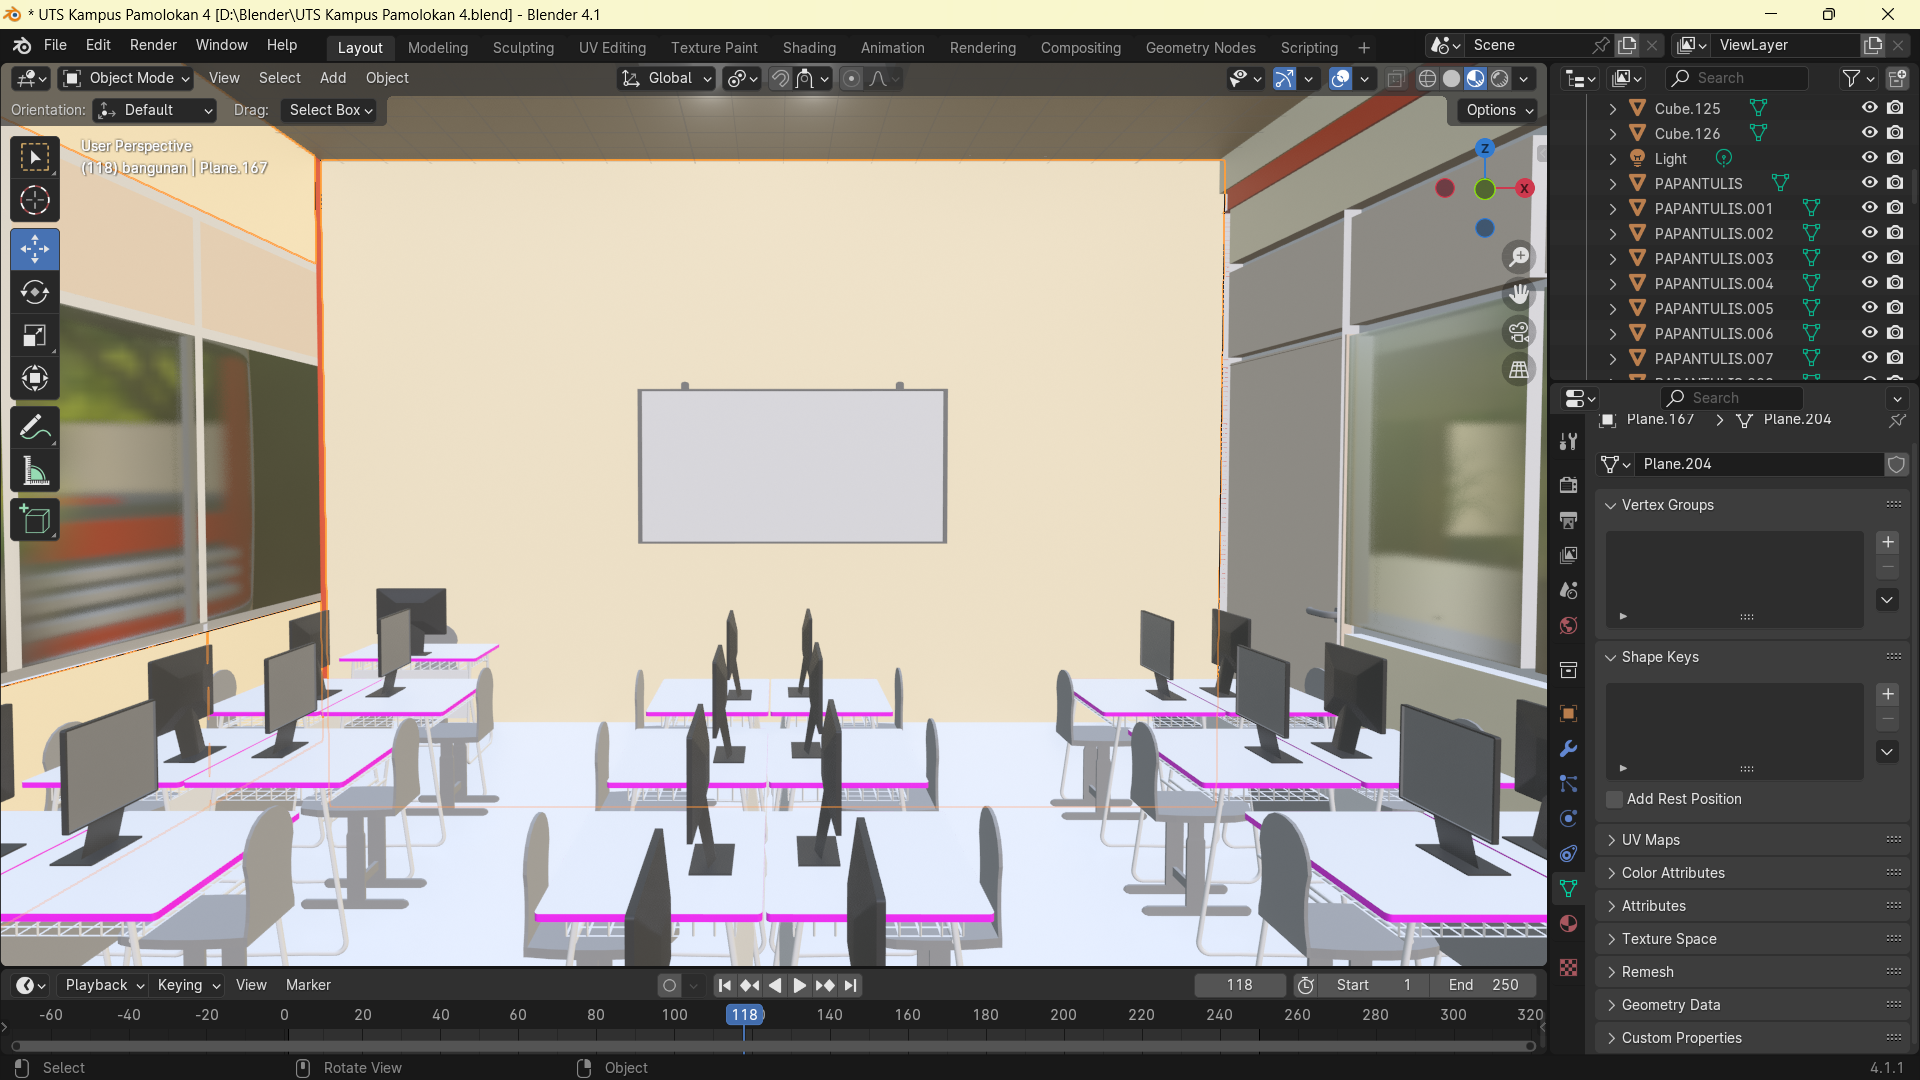 * UTS Kampus Pamolokan 4 [D:\Blender\UTS Kampus Pamolokan 4.blend] - Blender 4.1
File Edit Render Window Help Layout Modeling Sculpting UV Editing Texture Paint Shading Animation Rendering Compositing Geometry Nodes Scripting Scene ViewLayer
Object Mode View Select Add Object Global Search
Orientation: Default Drag: Select Box Options
User Perspective
(118) bangunan | Plane.167
Z
X
Cube.125
Cube.126
Light
PAPANTULIS
PAPANTULIS.001
PAPANTULIS.002
PAPANTULIS.003
PAPANTULIS.004
PAPANTULIS.005
PAPANTULIS.006
PAPANTULIS.007
Search
Plane.167 Plane.204
Plane.204
Vertex Groups
Shape Keys
Add Rest Position
UV Maps
Color Attributes
Attributes
Texture Space
Remesh
Geometry Data
Custom Properties
Playback Keying View Marker 118 Start 1 End 250
-60 -40 -20 0 20 40 60 80 100 118 140 160 180 200 220 240 260 280 300 320
Select Rotate View Object 4.1.1